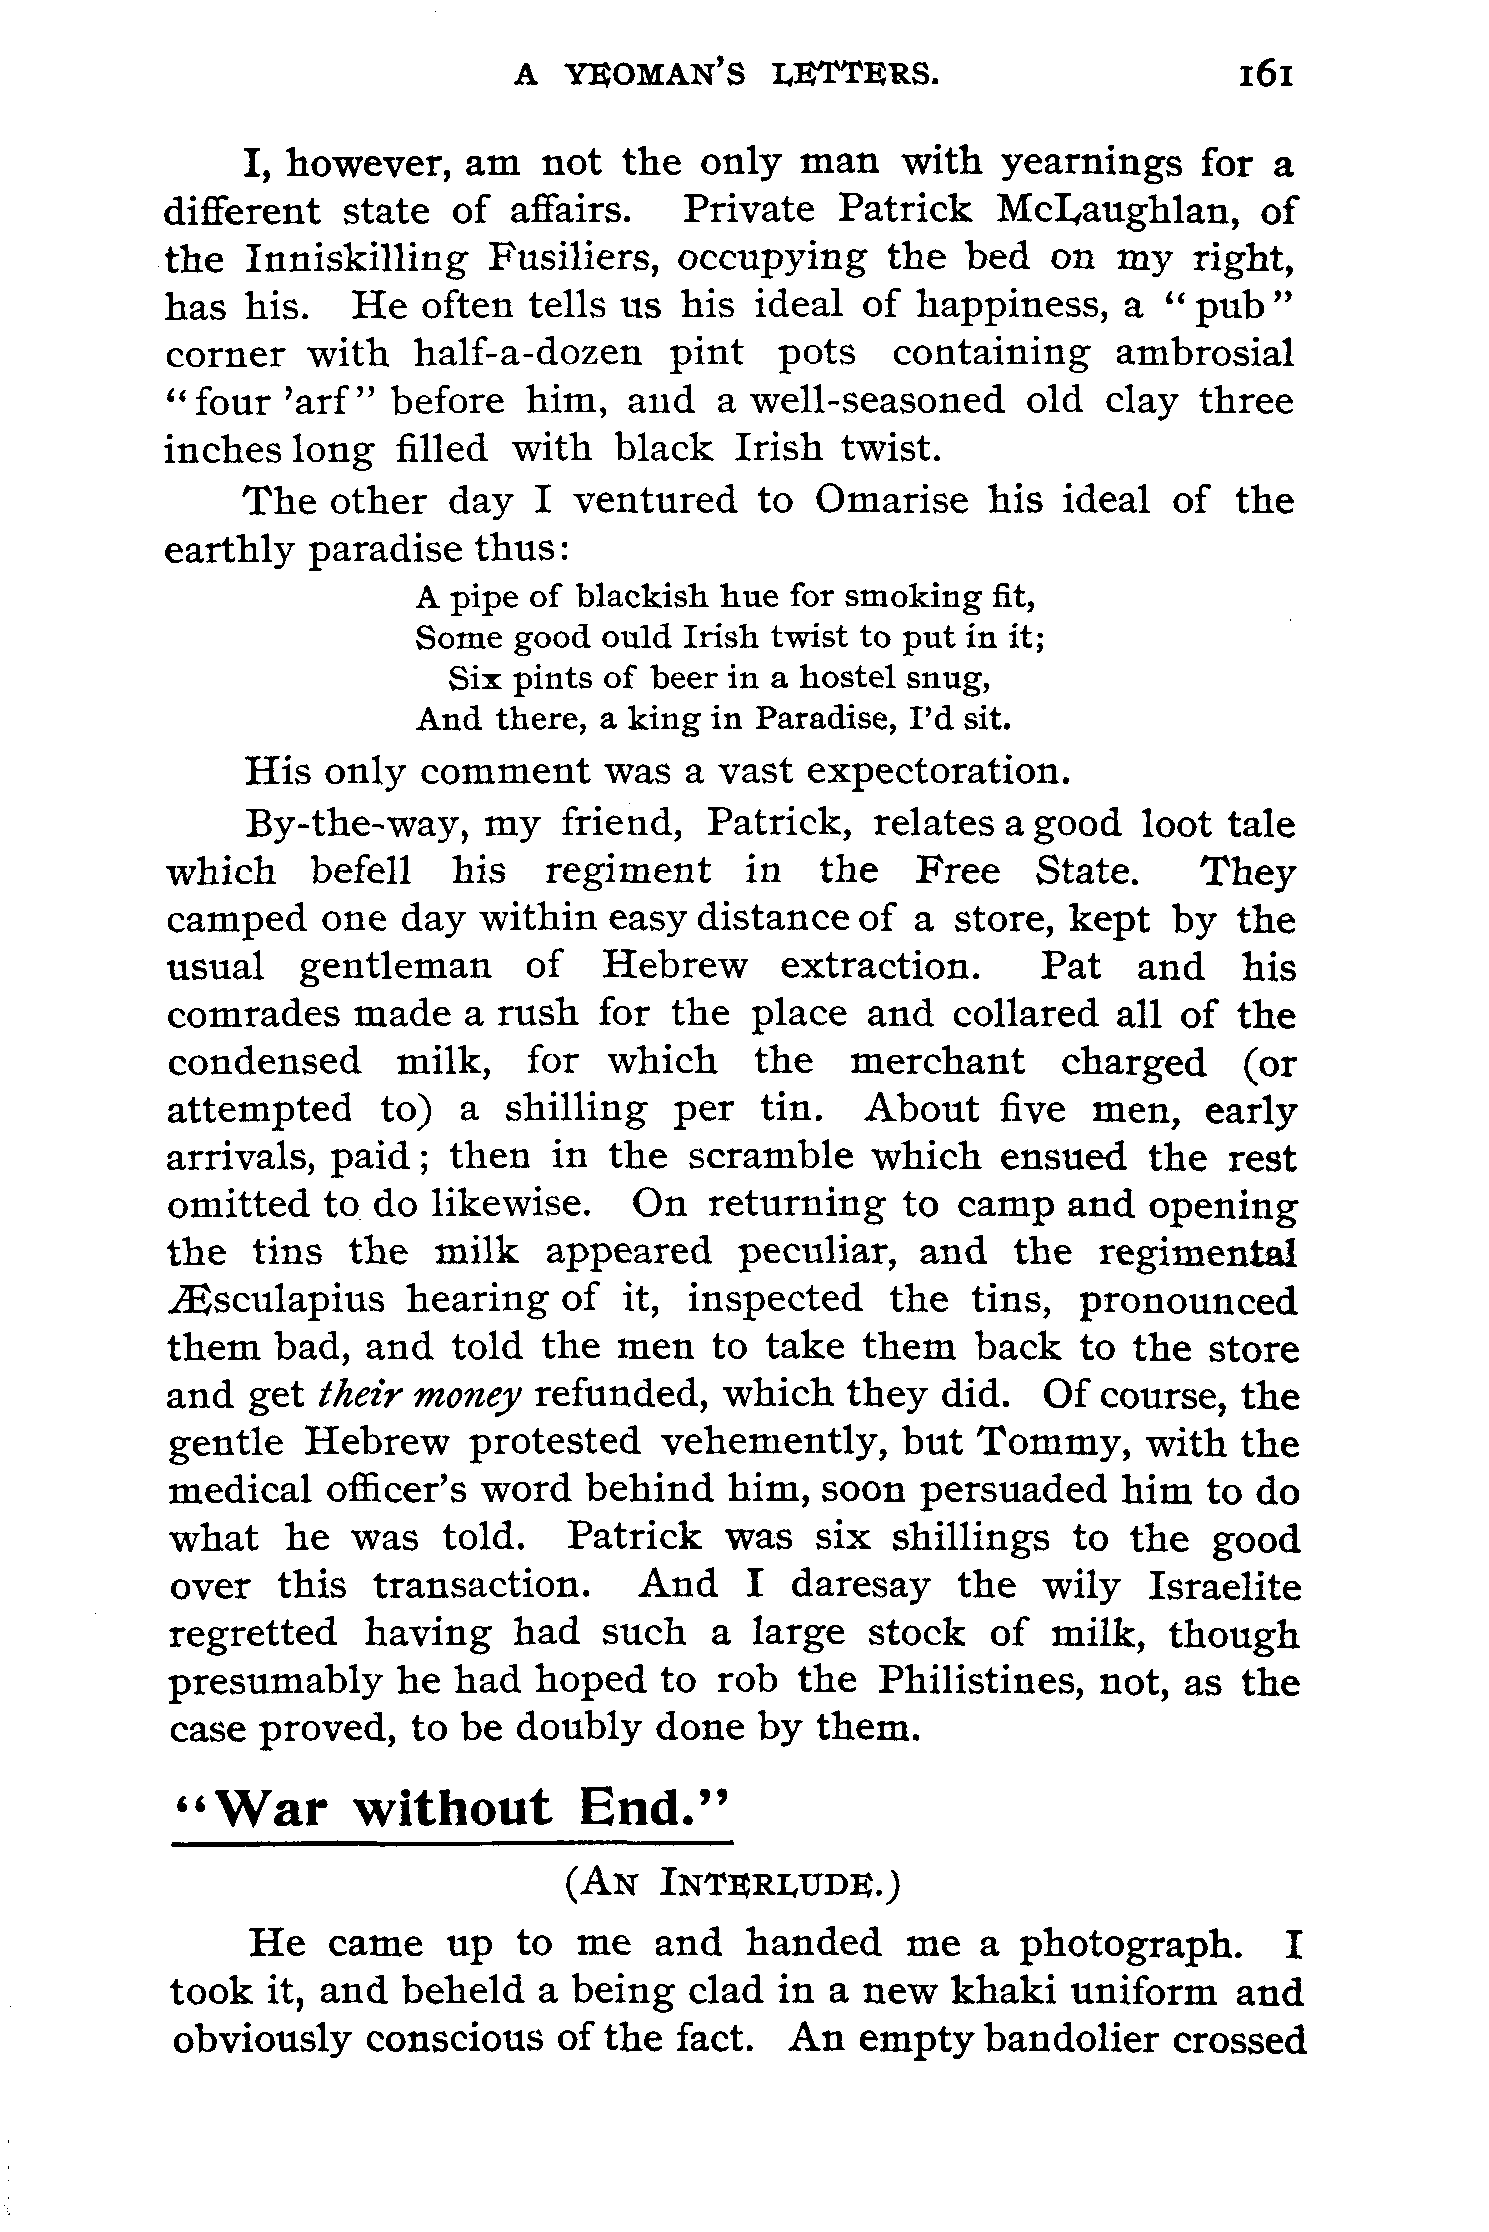 A YEOMAN'S LETTERS. 161
I, however, am not the only man with yearnings for a
different state of affairs. Private Patrick McLaughlan, of
the Inniskilling Fusiliers, occupying the bed on my right,
has his. He often tells us his ideal of happiness, a "pub"
corner with half-a-dozen pint pots containing ambrosial
"four 'arf" before him, and a well-seasoned old clay three
inches long filled with black Irish twist.
The other day I ventured to Omarise his ideal of the
earthly paradise thus:
A pipe of blackish hue for smoking fit,
Some good ould Irish twist to put in it;
Six pints of beer in a hostel snug,
And there, a king in Paradise, I'd sit.
His only comment was a vast expectoration.
By-the-way, my friend, Patrick, relates a good loot tale
which befell his regiment in the Free State. They
camped one day within easy distance of a store, kept by the
usual gentleman of Hebrew extraction. Pat and his
comrades made a rush for the place and collared all of the
condensed milk, for which the merchant charged (or
attempted to) a shilling per tin. About five men, early
arrivals, paid; then in the scramble which ensued the rest
omitted to do likewise. On returning to camp and opening
the tins the milk appeared peculiar, and the regimental
Æsculapius hearing of it, inspected the tins, pronounced
them bad, and told the men to take them back to the store
and get their money refunded, which they did. Of course, the
gentle Hebrew protested vehemently, but Tommy, with the
medical officer's word behind him, soon persuaded him to do
what he was told. Patrick was six shillings to the good
over this transaction. And I daresay the wily Israelite
regretted having had such a large stock of milk, though
presumably he had hoped to rob the Philistines, not, as the
case proved, to be doubly done by them.
"War without End."
(An Interlude.)
He came up to me and handed me a photograph. I
took it, and beheld a being clad in a new khaki uniform and
obviously conscious of the fact. An empty bandolier crossed